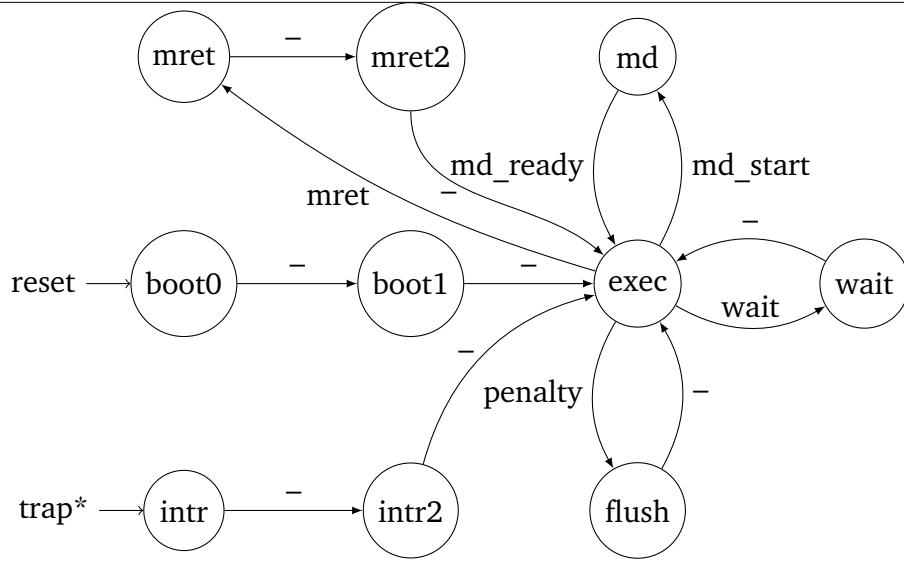 mret
–
mret2
md
md_ready
md_start
–
mret
–
reset
boot0
–
boot1
–
exec
wait
wait
–
penalty
–
trap*
intr
–
intr2
flush